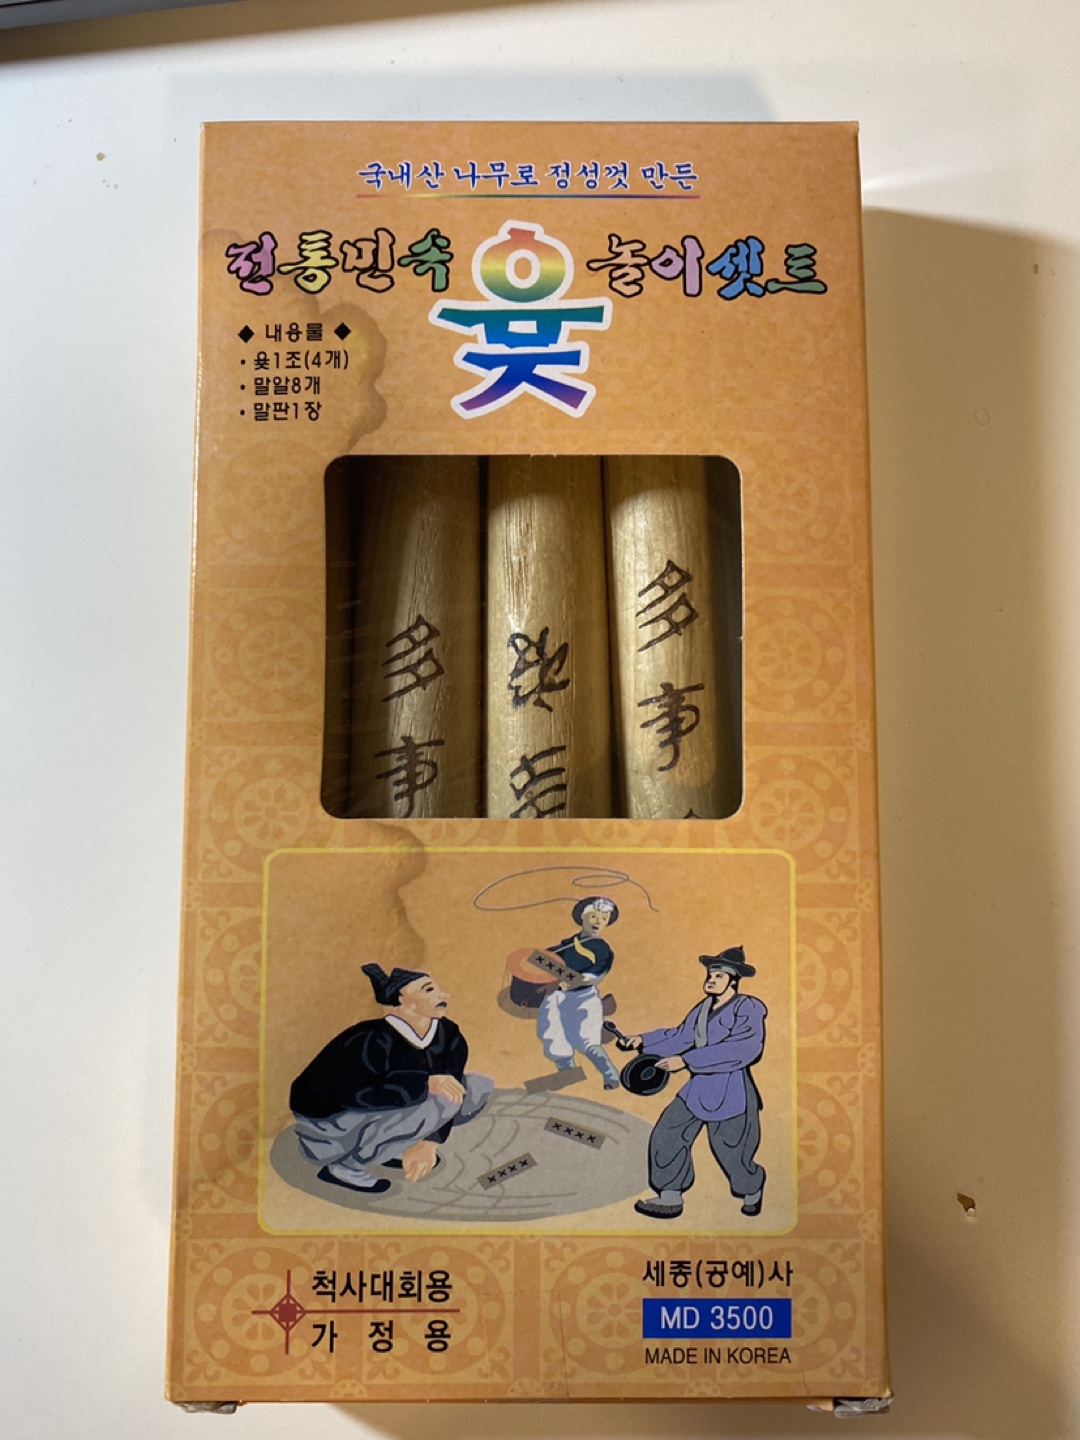 국내산 나무로 정성껏 만든
전통민속 윷 놀이셋트
◆ 내용물 ◆
· 윷1조(4개)
· 말알8개
· 말판1장
多事
多事
××××
××××
××××
척사대회용
가정용
세종(공예)사
MD 3500
MADE IN KOREA